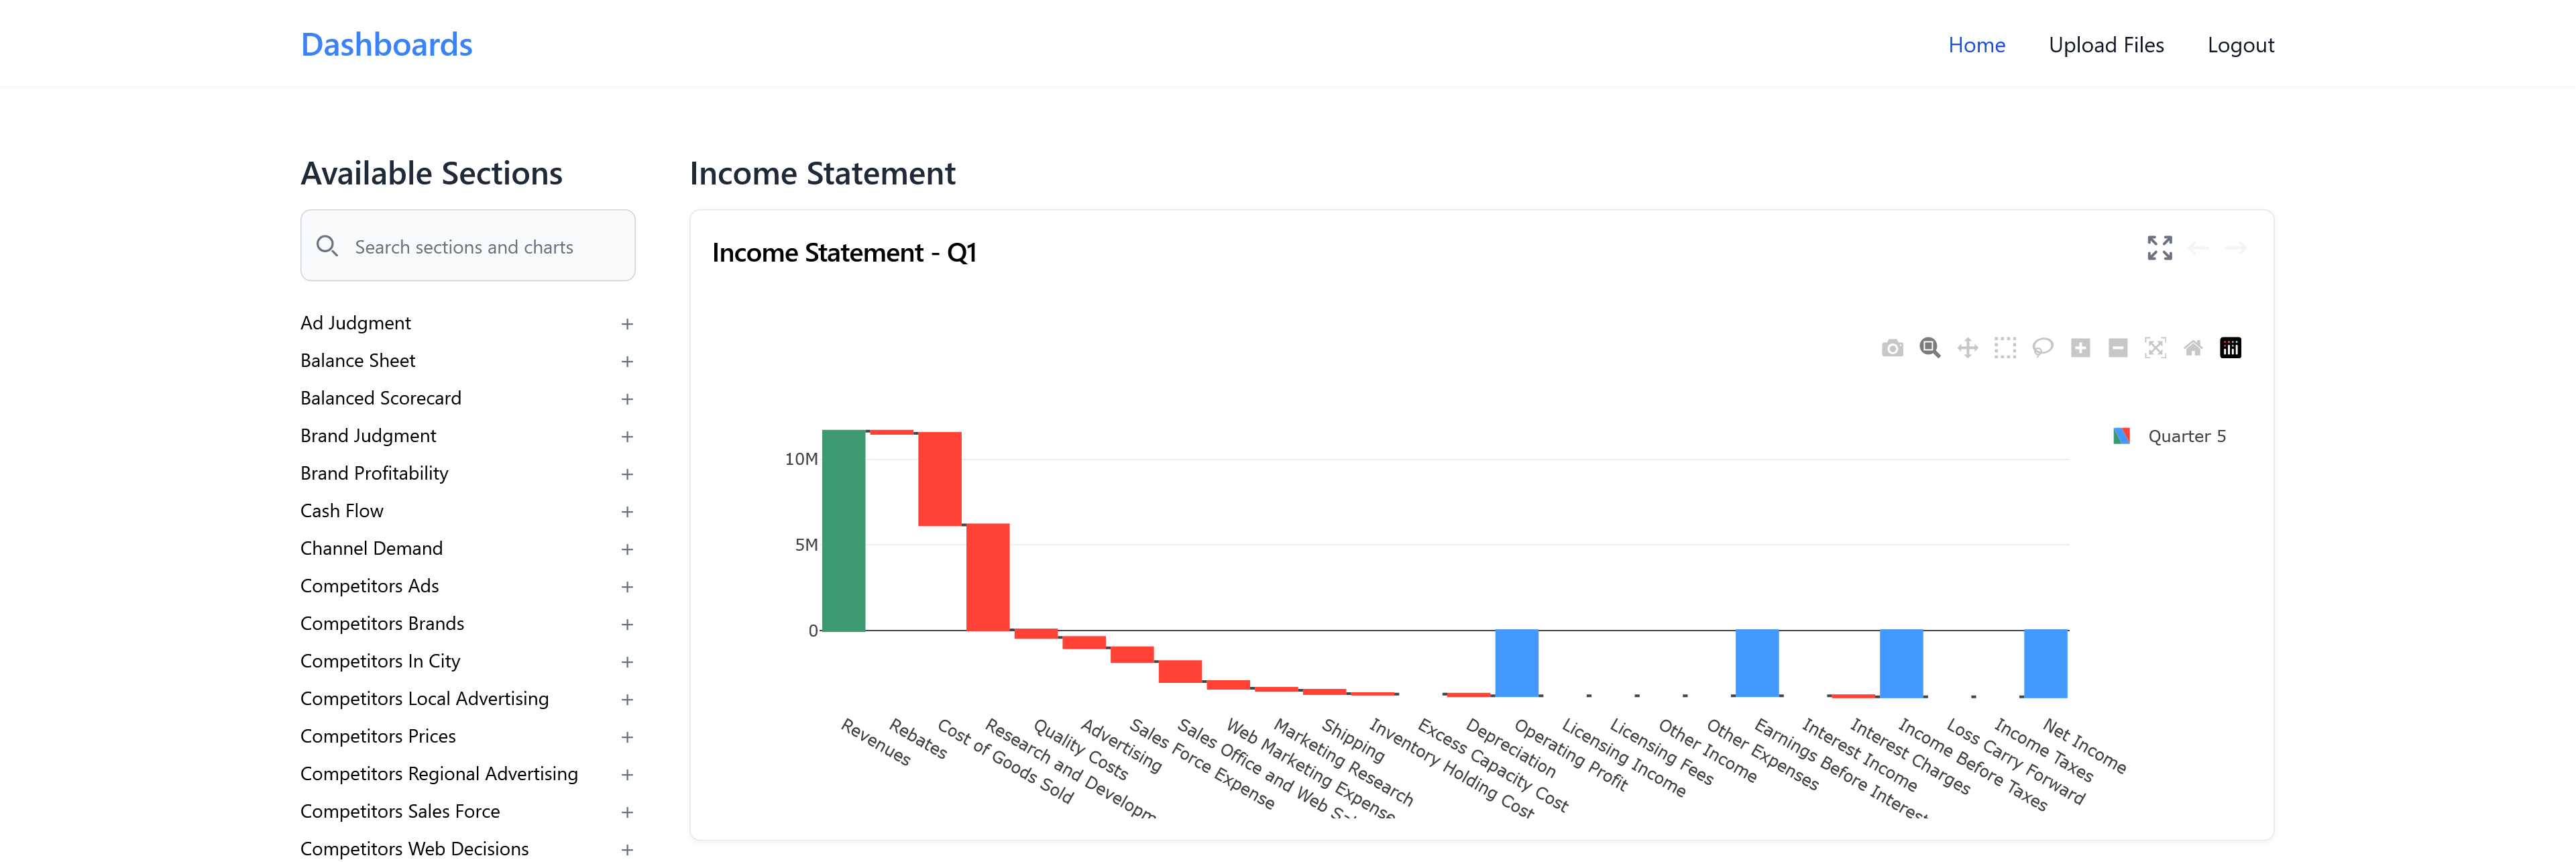 Dashboards
Home
Upload Files
Logout
Available Sections
Search sections and charts
Ad Judgment +
Balance Sheet +
Balanced Scorecard +
Brand Judgment +
Brand Profitability +
Cash Flow +
Channel Demand +
Competitors Ads +
Competitors Brands +
Competitors In City +
Competitors Local Advertising +
Competitors Prices +
Competitors Regional Advertising +
Competitors Sales Force +
Competitors Web Decisions +
Income Statement
Income Statement - Q1
Quarter 5
10M
5M
0
Revenues
Rebates
Cost of Goods Sold
Research and Developm
Quality Costs
Advertising
Sales Force Expense
Sales Office and Web Sal
Web Marketing Expense
Marketing Research
Shipping
Inventory Holding Cost
Excess Capacity Cost
Depreciation
Operating Profit
Licensing Income
Licensing Fees
Other Income
Other Expenses
Earnings Before Interest
Interest Income
Interest Charges
Income Before Taxes
Loss Carry Forward
Income Taxes
Net Income